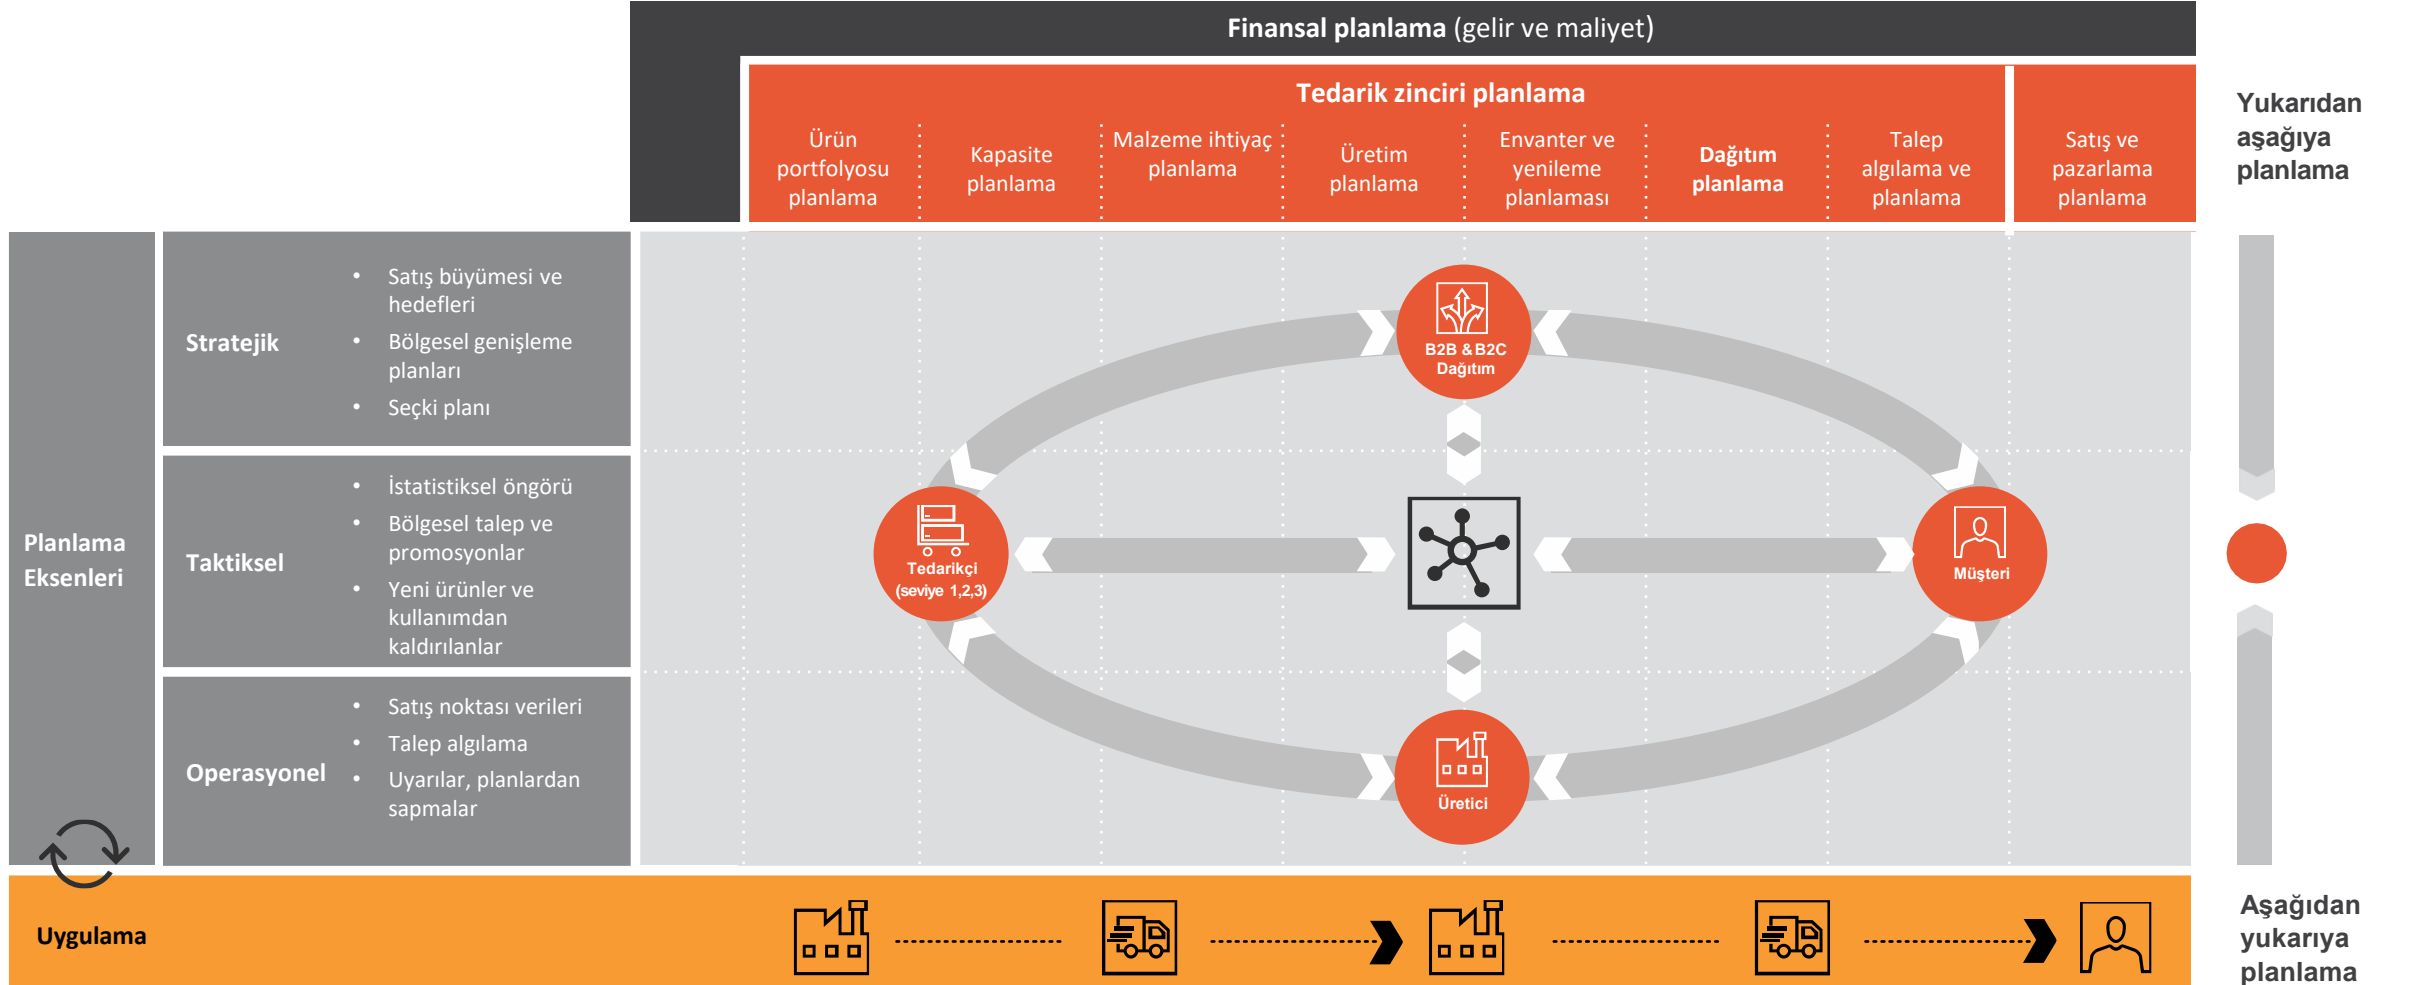 Finansal planlama (gelir ve maliyet)
Tedarik zinciri planlama
Ürün
portfolyosu
planlama
Kapasite
planlama
Malzeme ihtiyaç
planlama
Üretim
planlama
Envanter ve
yenileme
planlaması
Dağıtım
planlama
Talep
algılama ve
planlama
Satış ve
pazarlama
planlama
Yukarıdan
aşağıya
planlama
Planlama
Eksenleri
Stratejik
• Satış büyümesi ve
hedefleri
• Bölgesel genişleme
planları
• Seçki planı
Taktiksel
• İstatistiksel öngörü
• Bölgesel talep ve
promosyonlar
• Yeni ürünler ve
kullanımdan
kaldırılanlar
Operasyonel
• Satış noktası verileri
• Talep algılama
• Uyarılar, planlardan
sapmalar
B2B & B2C
Dağıtım
Tedarikçi
(seviye 1,2,3)
Müşteri
Üretici
Uygulama
Aşağıdan
yukarıya
planlama